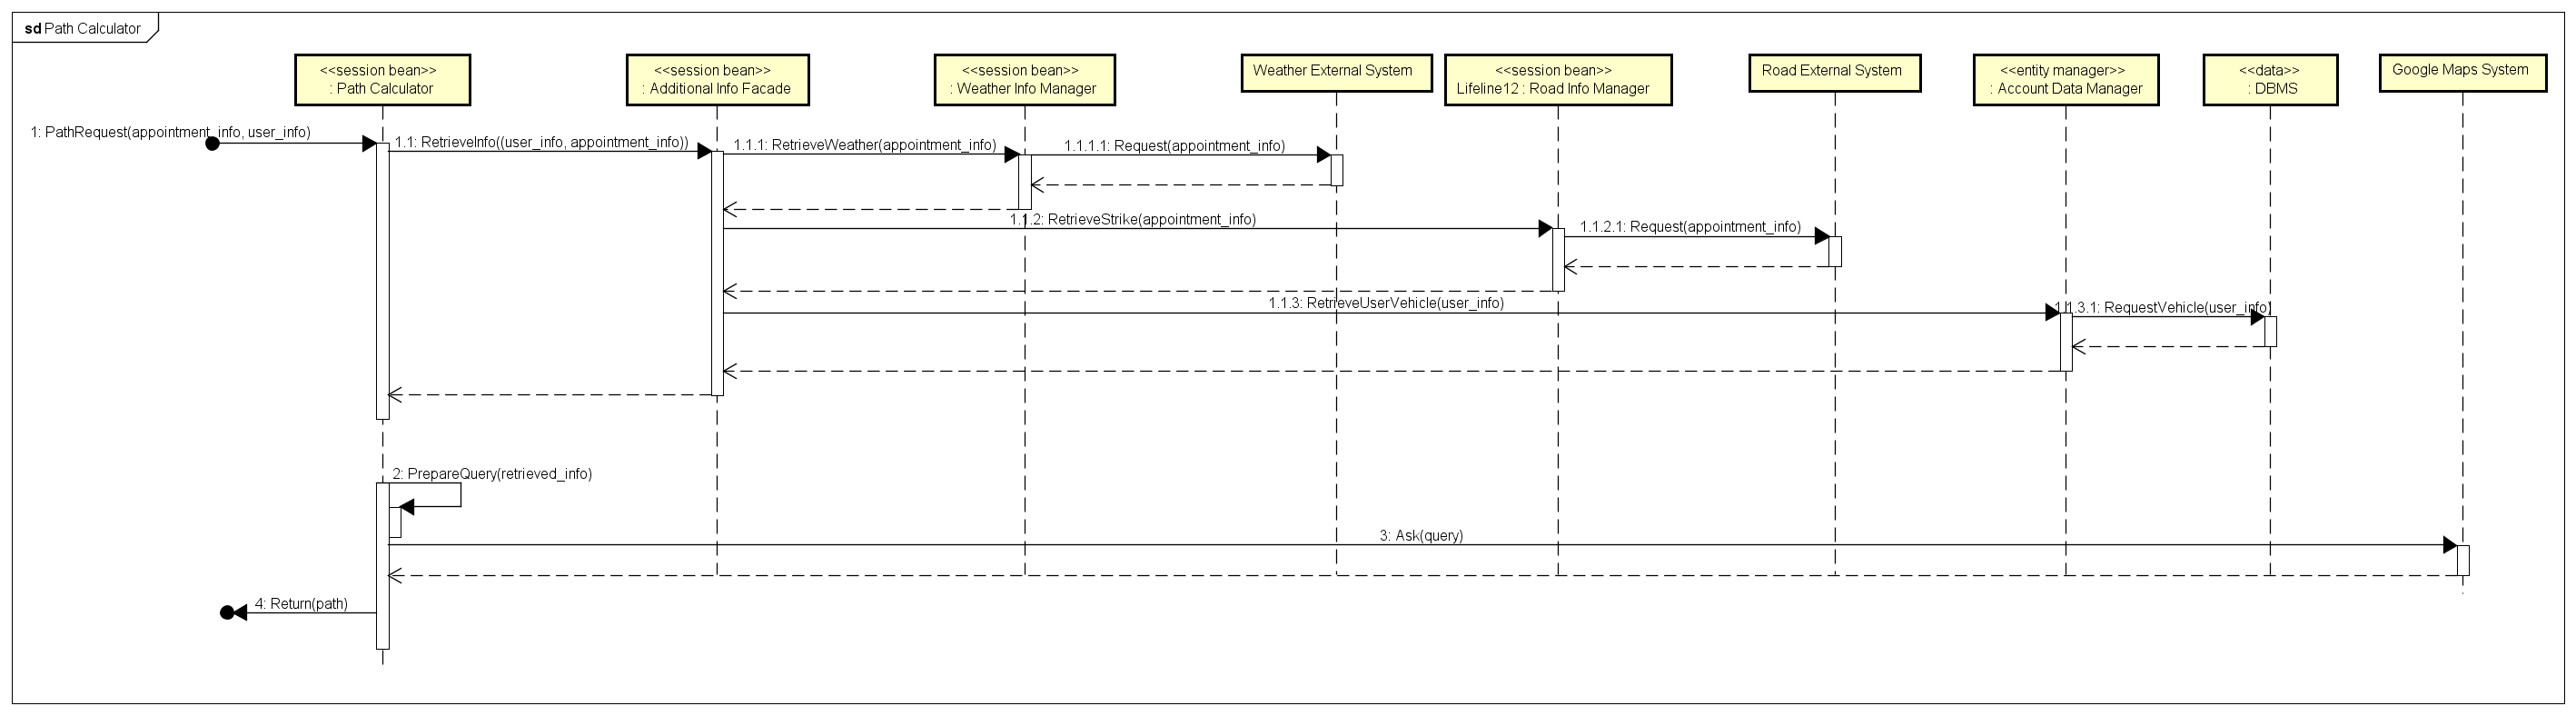 sd Path Calculator
<<session bean>>
: Path Calculator
<<session bean>>
: Additional Info Facade
<<session bean>>
: Weather Info Manager
Weather External System
<<session bean>>
Lifeline12 : Road Info Manager
Road External System
<<entity manager>>
: Account Data Manager
<<data>>
: DBMS
Google Maps System
1: PathRequest(appointment_info, user_info)
1.1: RetrieveInfo((user_info, appointment_info))
1.1.1: RetrieveWeather(appointment_info)
1.1.1.1: Request(appointment_info)
1.1.2: RetrieveStrike(appointment_info)
1.1.2.1: Request(appointment_info)
1.1.3: RetrieveUserVehicle(user_info)
1.1.3.1: RequestVehicle(user_info)
2: PrepareQuery(retrieved_info)
3: Ask(query)
4: Return(path)